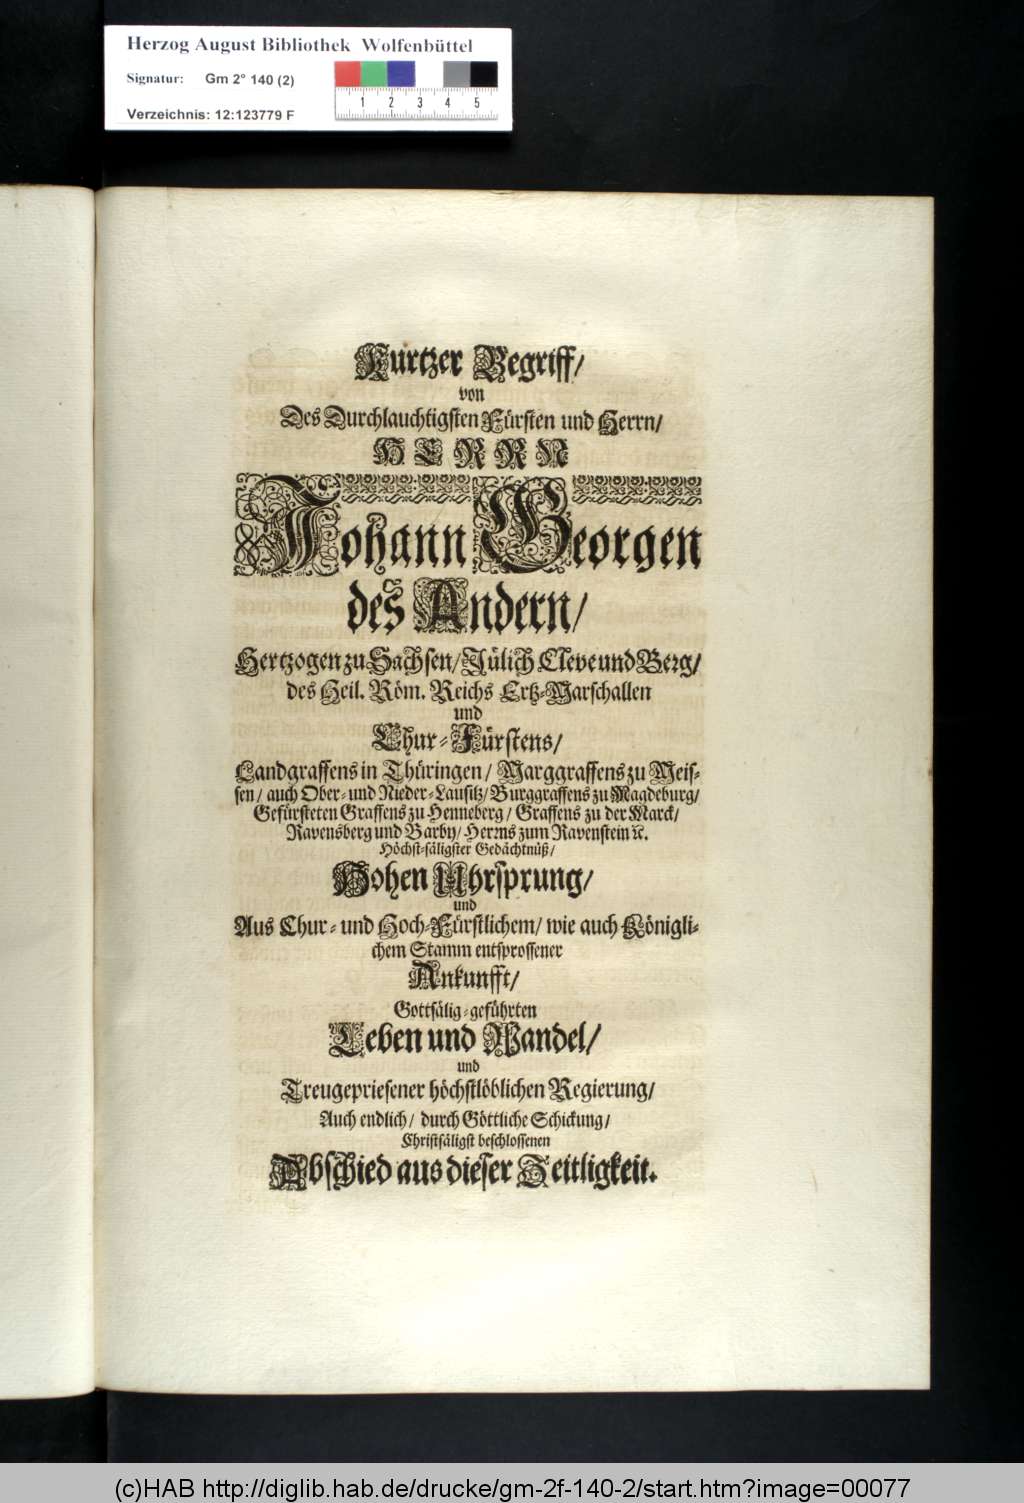 Herzog August Bibliothek Wolfenbüttel
Signatur: Gm 2° 140 (2)
Verzeichnis: 12:123779 F
1 2 3 4 5
Kurtzer Begriff/
von
Des Durchlauchtigsten Fürsten und Herrn/
HERRN
Johann Georgen
des Andern/
Hertzogen zu Sachsen/ Jülich Cleve und Berg/
des Heil. Röm. Reichs Ertz-Marschallen
und
Chur-Fürstens/
Landgraffens in Thüringen/ Marggraffens zu Meis-
sen/ auch Ober- und Nieder-Lausitz/ Burggraffens zu Magdeburg/
Gefürsteten Graffens zu Henneberg/ Graffens zu der Marck/
Ravensberg und Barby/ Herrns zum Ravenstein ꝛc.
Höchst-säligster Gedächtnüß/
Hohen Uhrsprung/
und
Aus Chur- und Hoch-Fürstlichem/ wie auch Königli-
chem Stamm entsprossener
Ankunfft/
Gottsälig-geführten
Leben und Wandel/
und
Treugepriesener höchstlöblichen Regierung/
Auch endlich/ durch Göttliche Schickung/
Christsäligst beschlossenen
Abschied aus dieser Zeitligkeit.
(c)HAB http://diglib.hab.de/drucke/gm-2f-140-2/start.htm?image=00077